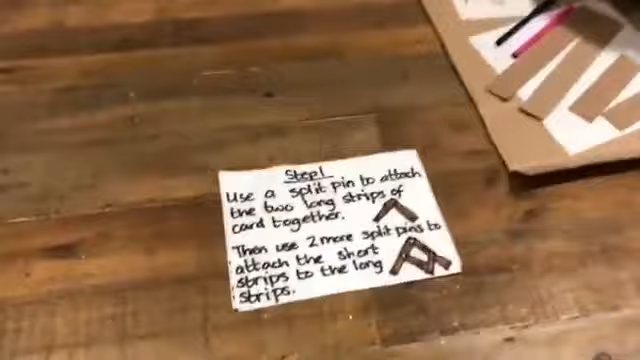 Step 1
Use a split pin to attach
the two long strips of
card together.
Then use 2 more split pins to
attach the short
strips to the long
strips.